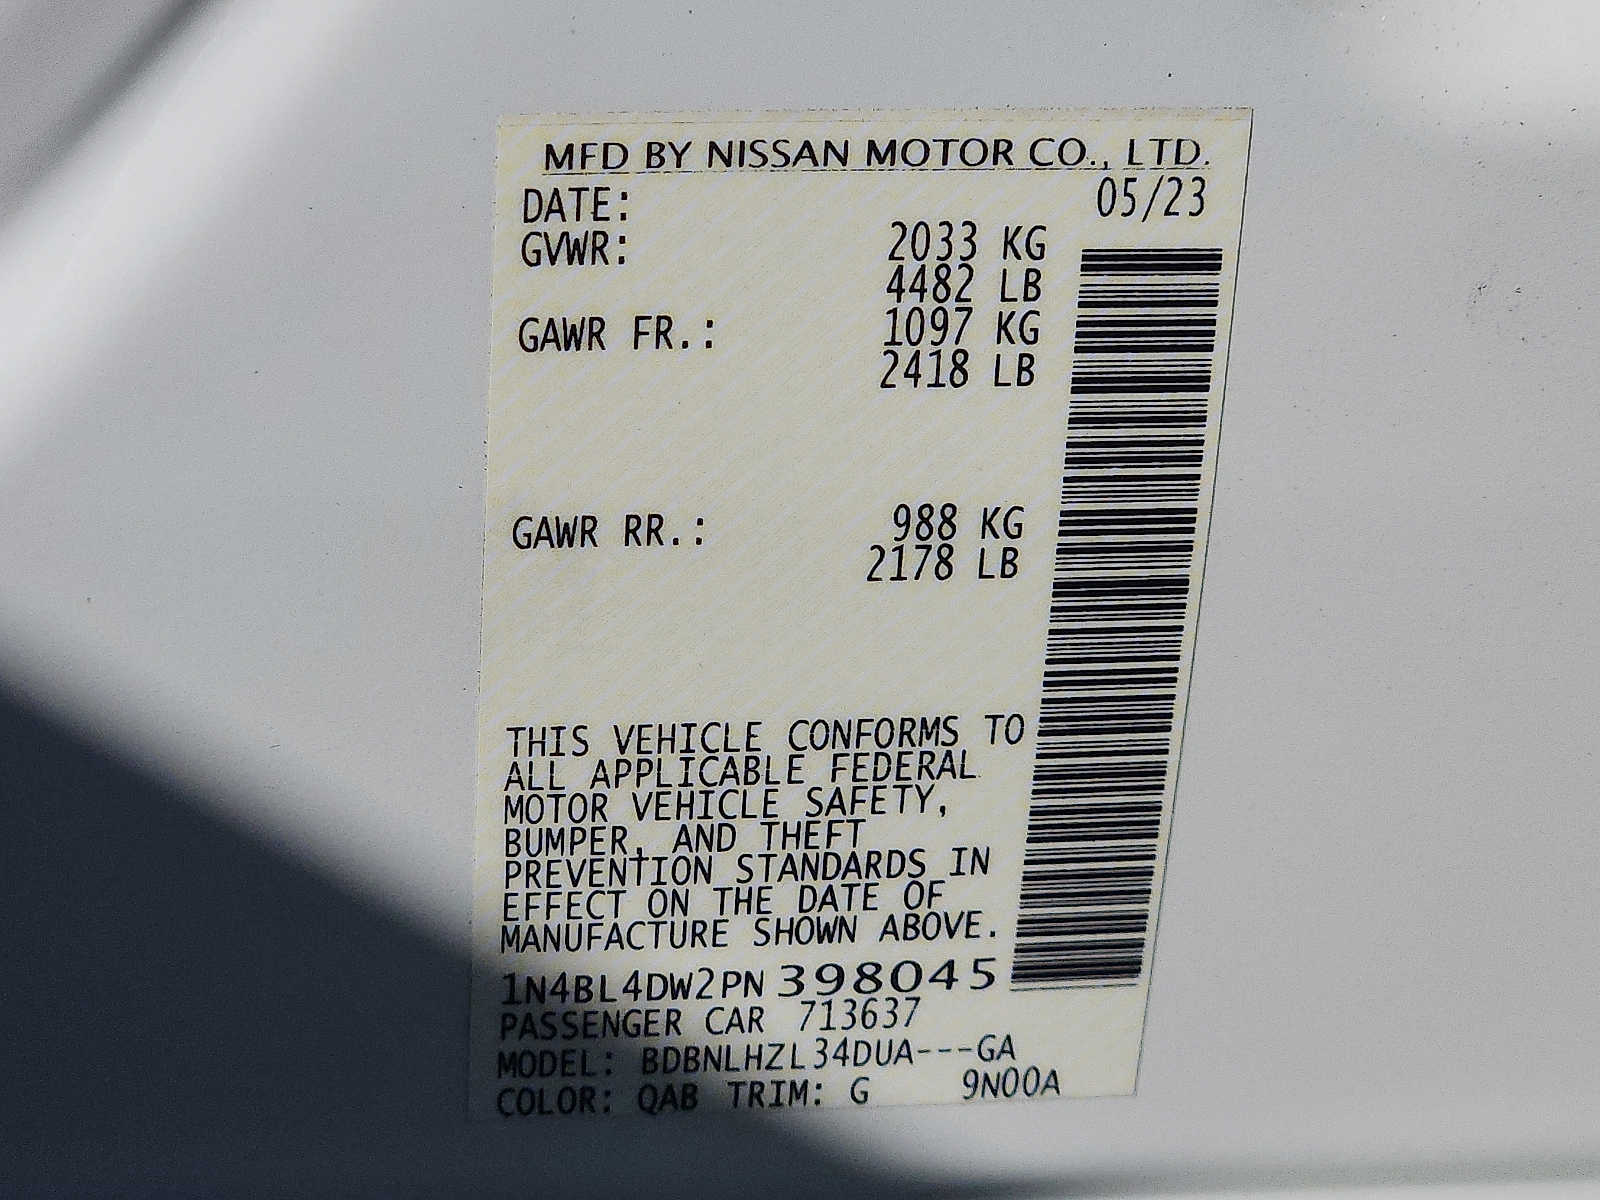 MFD BY NISSAN MOTOR CO., LTD.
DATE: 05/23
GVWR: 2033 KG
4482 LB
GAWR FR.: 1097 KG
2418 LB
GAWR RR.: 988 KG
2178 LB
THIS VEHICLE CONFORMS TO
ALL APPLICABLE FEDERAL
MOTOR VEHICLE SAFETY,
BUMPER, AND THEFT
PREVENTION STANDARDS IN
EFFECT ON THE DATE OF
MANUFACTURE SHOWN ABOVE.
1N4BL4DW2PN398045
PASSENGER CAR 713637
MODEL: BDBNLHZL34DUA---GA
COLOR: QAB TRIM: G 9N00A